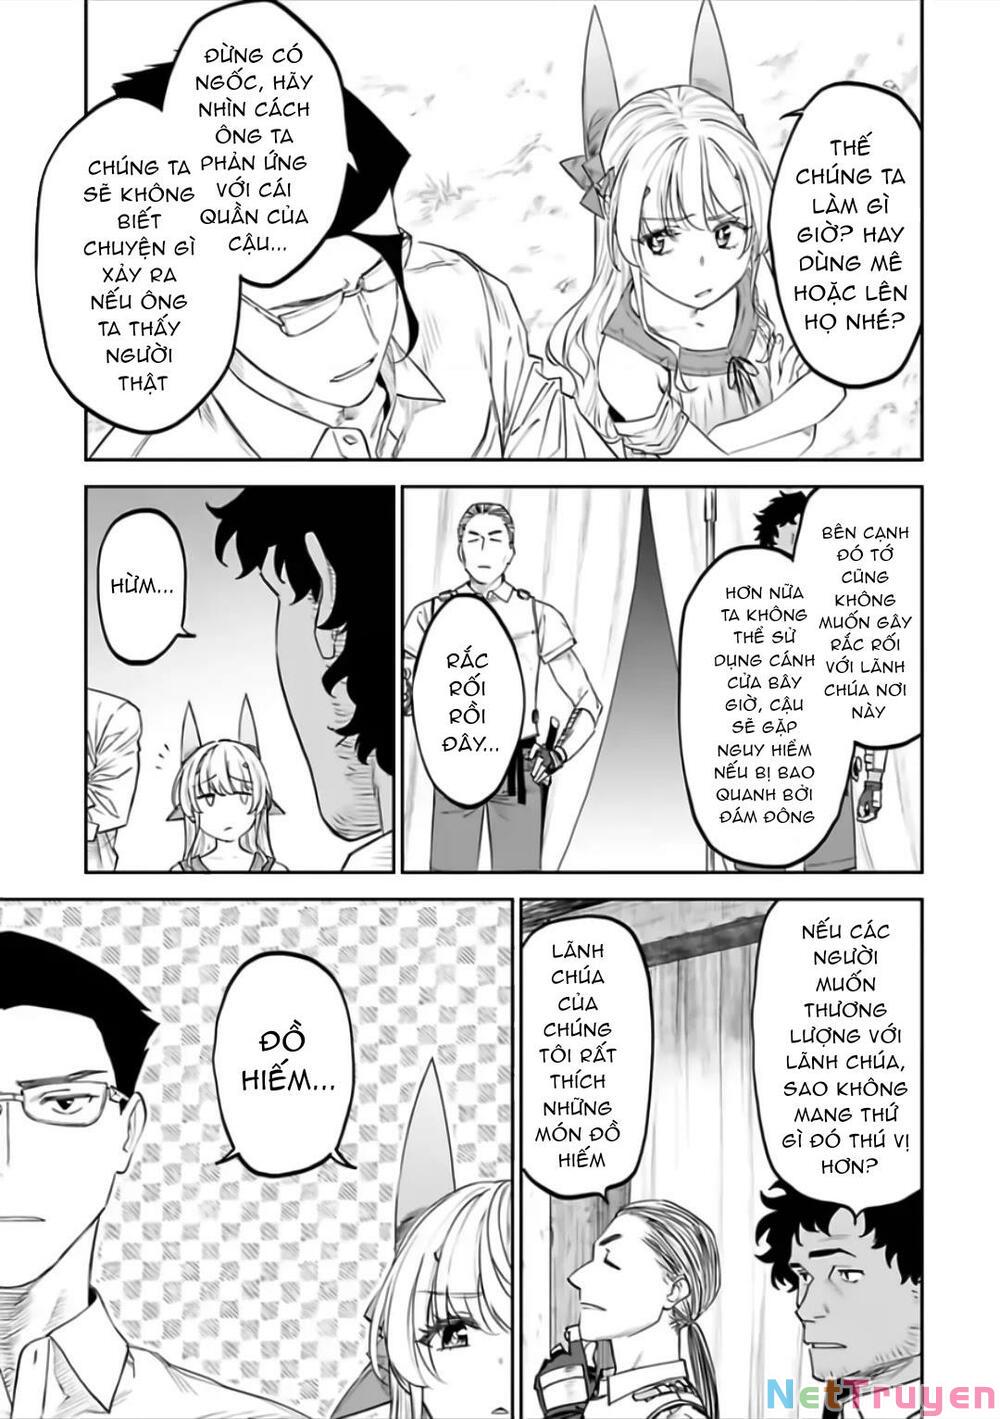 THẾ
CHÚNG TA
LÀM GÌ
GIỜ? HAY
DÙNG MÊ
HOẶC LÊN
HỌ NHÉ?
ĐỪNG CÓ
NGỐC, HÃY
NHÌN CÁCH
ÔNG TA
PHẢN ỨNG
VỚI CÁI
QUẦN CỦA
CẬU...
CHÚNG TA
SẼ KHÔNG
BIẾT
CHUYỆN GÌ
XẢY RA
NẾU ÔNG
TA THẤY
NGƯỜI
THẬT
BÊN CẠNH
ĐÓ TỚ
CŨNG
KHÔNG
MUỐN GÂY
RẮC RỐI
VỚI LÃNH
CHÚA NƠI
NÀY
HƠN NỮA
TA KHÔNG
THỂ SỬ
DỤNG CÁNH
CỬA BÂY
GIỜ, CẬU
SẼ GẶP
NGUY HIỂM
NẾU BỊ BAO
QUANH BỞI
ĐÁM ĐÔNG
RẮC
RỐI
RỒI
ĐÂY...
HỪM...
NẾU CÁC
NGƯỜI
MUỐN
THƯƠNG
LƯỢNG VỚI
LÃNH CHÚA,
SAO KHÔNG
MANG THỨ
GÌ ĐÓ THÚ VỊ
HƠN?
LÃNH
CHÚA
CỦA
CHÚNG
TÔI RẤT
THÍCH
NHỮNG
MÓN ĐỒ
HIẾM
ĐỒ
HIẾM...
NetTruyen